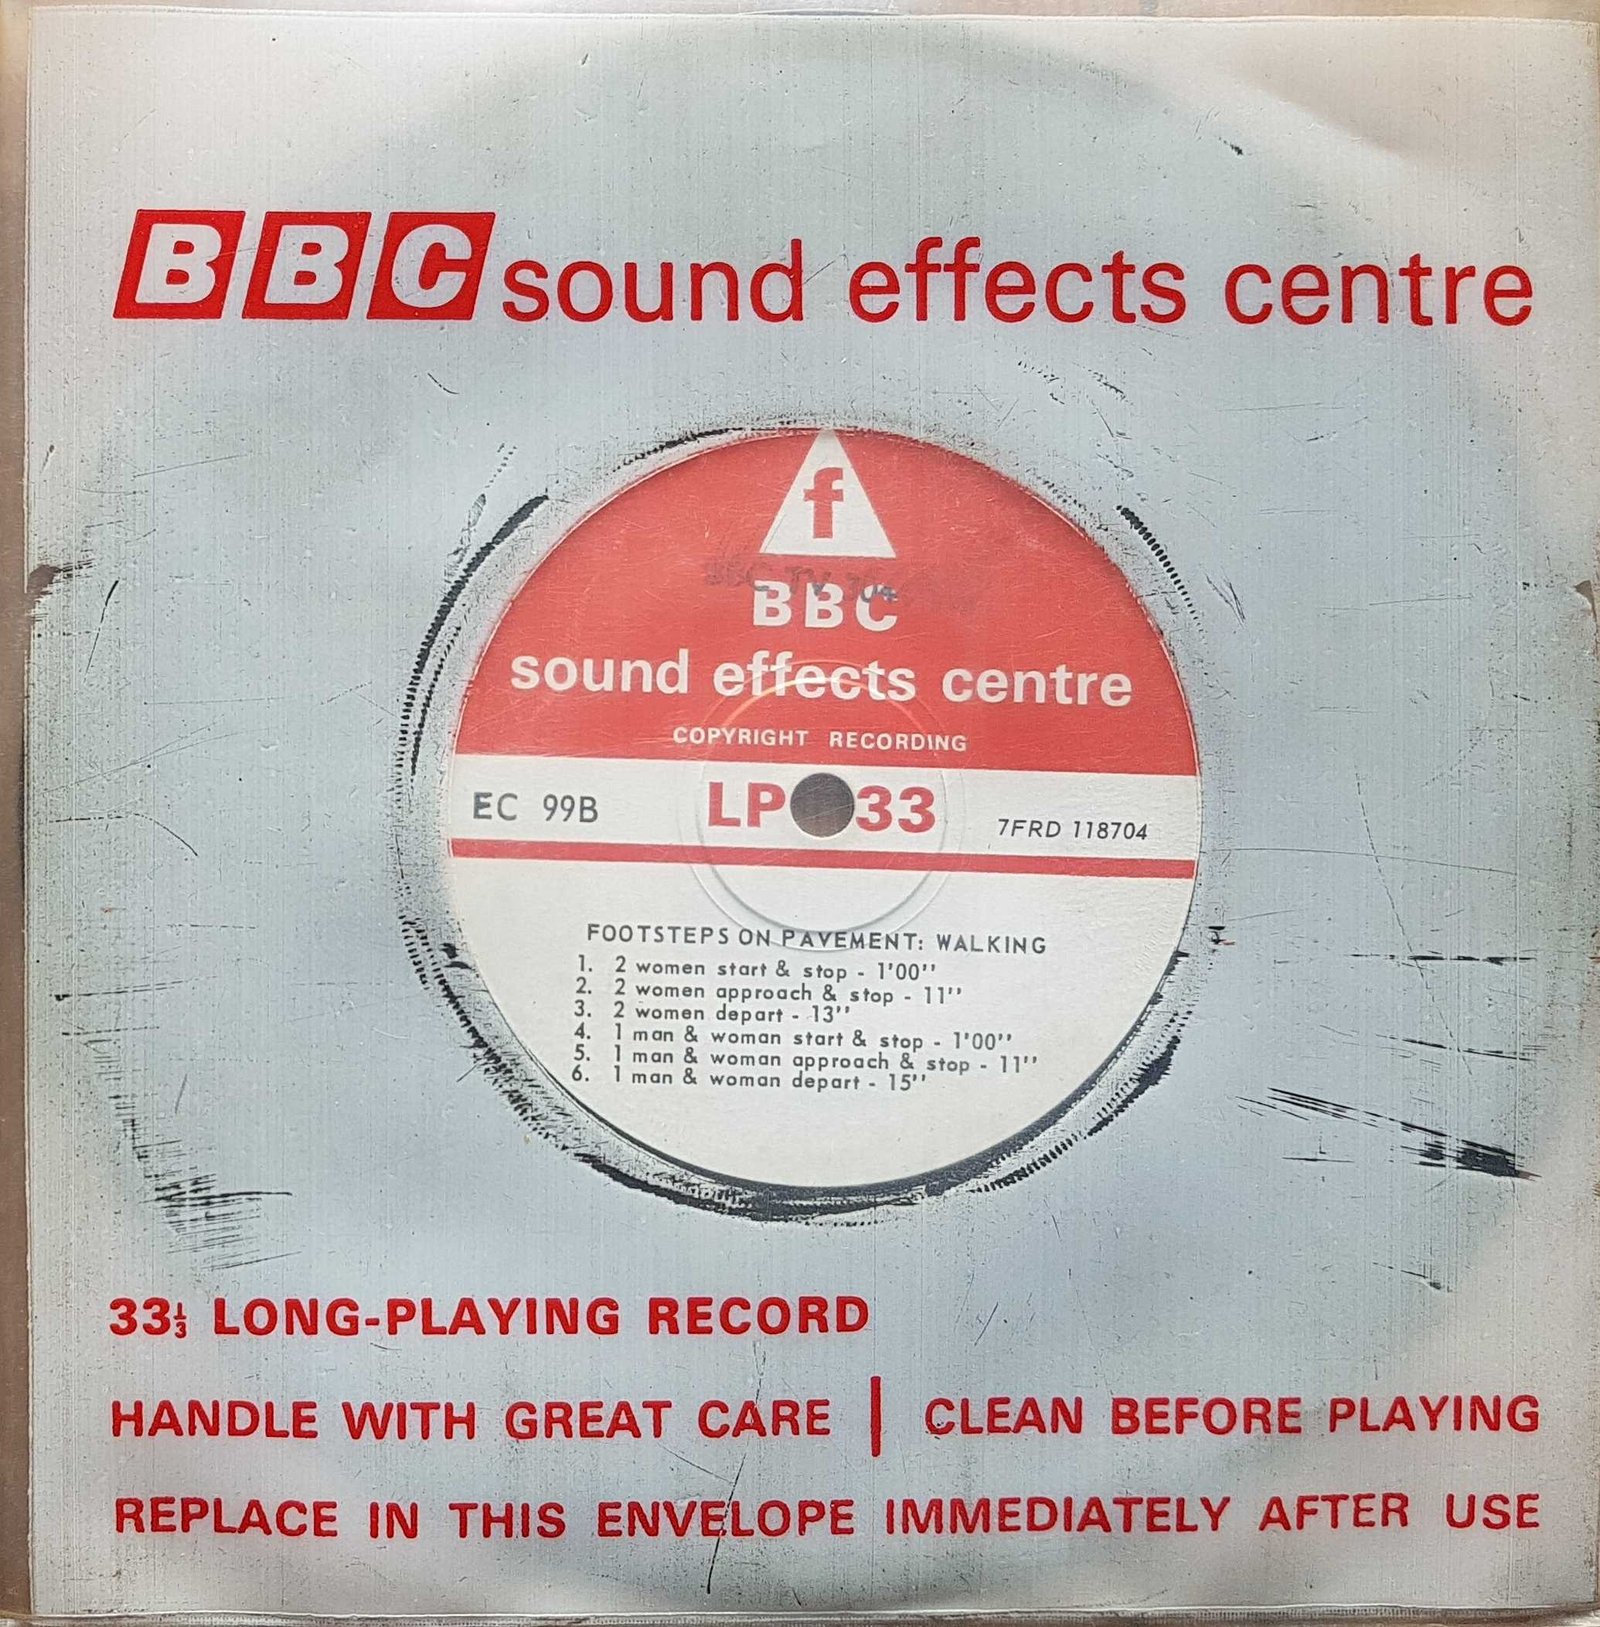 BBC sound effects centre
f
BBC TV 304
BBC
sound effects centre
COPYRIGHT RECORDING
EC 99B
LP 33
7FRD 118704
FOOTSTEPS ON PAVEMENT: WALKING
1. 2 women start & stop - 1'00''
2. 2 women approach & stop - 11''
3. 2 women depart - 13''
4. 1 man & woman start & stop - 1'00''
5. 1 man & woman approach & stop - 11''
6. 1 man & woman depart - 15''
33⅓ LONG-PLAYING RECORD
HANDLE WITH GREAT CARE | CLEAN BEFORE PLAYING
REPLACE IN THIS ENVELOPE IMMEDIATELY AFTER USE